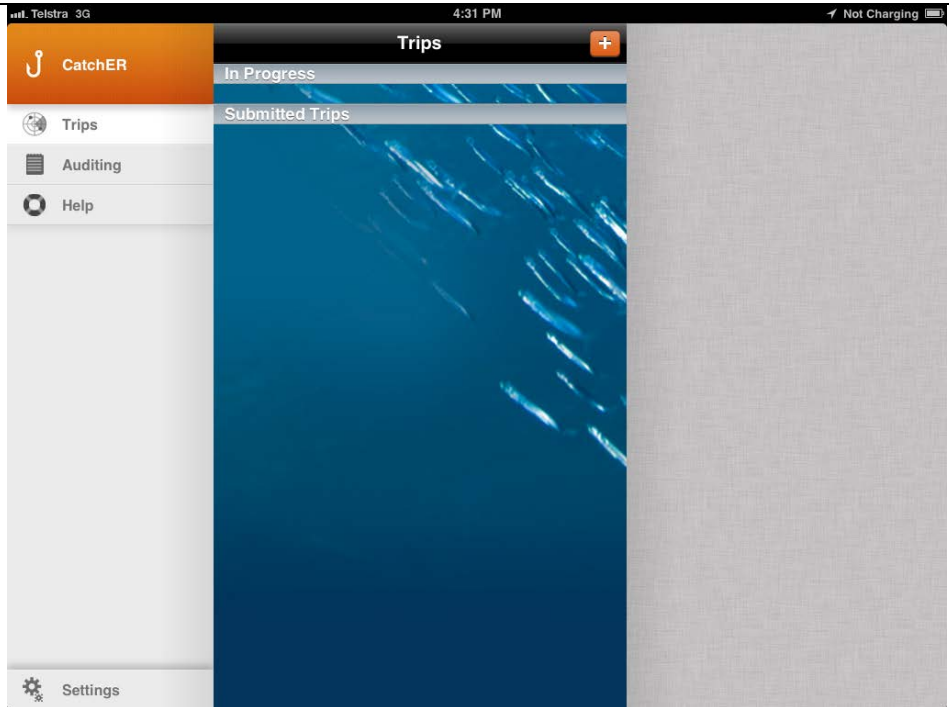 Telstra 3G
4:31 PM
Not Charging
CatchER
Trips
Auditing
Help
Settings
Trips
+
In Progress
Submitted Trips